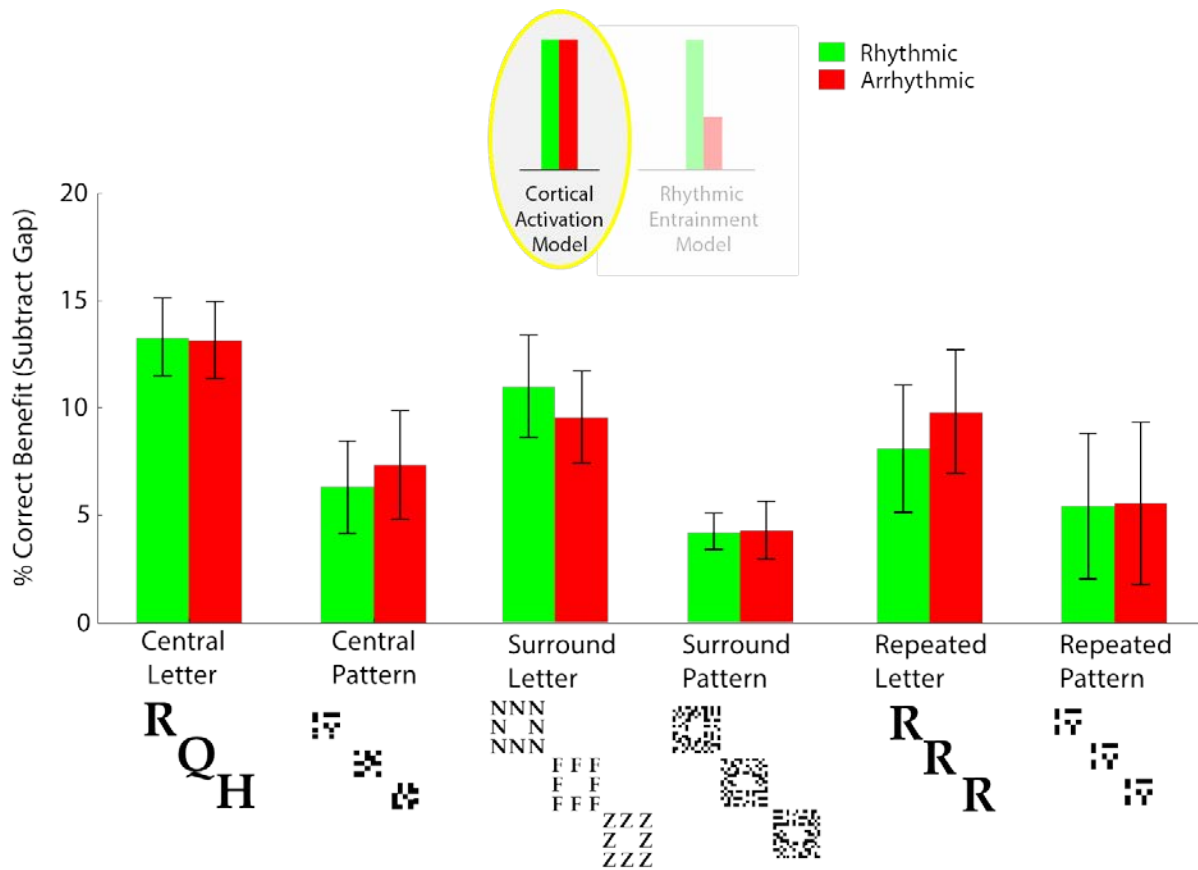 Rhythmic
Arrhythmic
Cortical
Activation
Model
Rhythmic
Entrainment
Model
% Correct Benefit (Subtract Gap)
20
15
10
5
0
Central
Letter
Central
Pattern
Surround
Letter
Surround
Pattern
Repeated
Letter
Repeated
Pattern
R
Q
H
NNN
N N
NNN
F F F
F F
F F F
Z Z Z
Z Z
Z Z Z
R
R
R